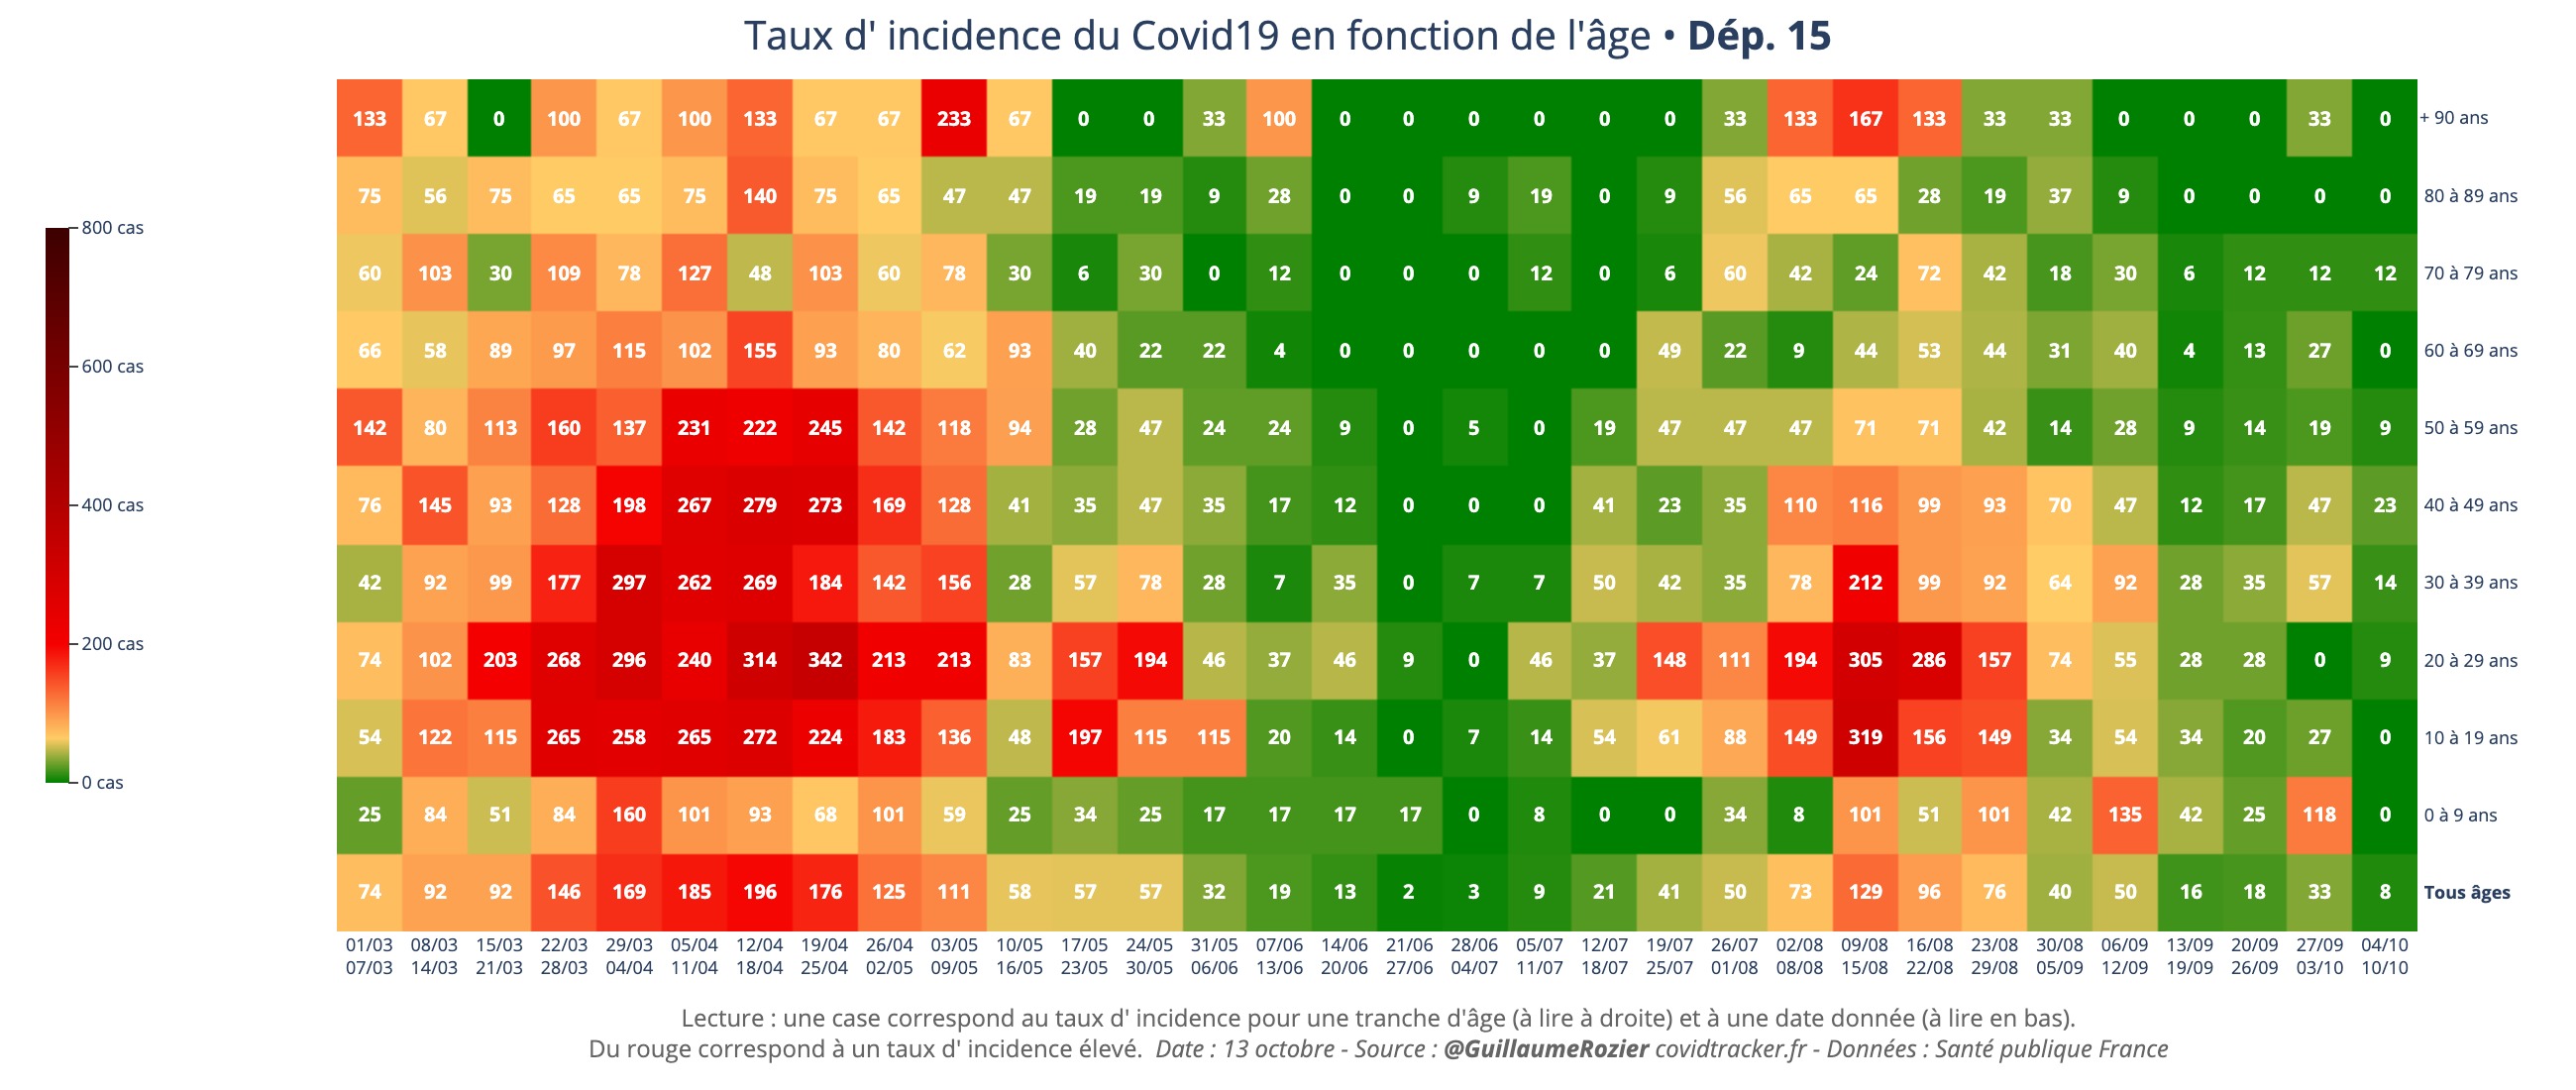 Taux d' incidence du Covid19 en fonction de l'âge • Dép. 15
133 67 0 100 67 100 133 67 67 233 67 0 0 33 100 0 0 0 0 0 0 33 133 167 133 33 33 0 0 0 33 0 + 90 ans
75 56 75 65 65 75 140 75 65 47 47 19 19 9 28 0 0 9 19 0 9 56 65 65 28 19 37 9 0 0 0 0 80 à 89 ans
60 103 30 109 78 127 48 103 60 78 30 6 30 0 12 0 0 0 12 0 6 60 42 24 72 42 18 30 6 12 12 12 70 à 79 ans
66 58 89 97 115 102 155 93 80 62 93 40 22 22 4 0 0 0 0 0 49 22 9 44 53 44 31 40 4 13 27 0 60 à 69 ans
142 80 113 160 137 231 222 245 142 118 94 28 47 24 24 9 0 5 0 19 47 47 47 71 71 42 14 28 9 14 19 9 50 à 59 ans
76 145 93 128 198 267 279 273 169 128 41 35 47 35 17 12 0 0 0 41 23 35 110 116 99 93 70 47 12 17 47 23 40 à 49 ans
42 92 99 177 297 262 269 184 142 156 28 57 78 28 7 35 0 7 7 50 42 35 78 212 99 92 64 92 28 35 57 14 30 à 39 ans
74 102 203 268 296 240 314 342 213 213 83 157 194 46 37 46 9 0 46 37 148 111 194 305 286 157 74 55 28 28 0 9 20 à 29 ans
54 122 115 265 258 265 272 224 183 136 48 197 115 115 20 14 0 7 14 54 61 88 149 319 156 149 34 54 34 20 27 0 10 à 19 ans
25 84 51 84 160 101 93 68 101 59 25 34 25 17 17 17 17 0 8 0 0 34 8 101 51 101 42 135 42 25 118 0 0 à 9 ans
74 92 92 146 169 185 196 176 125 111 58 57 57 32 19 13 2 3 9 21 41 50 73 129 96 76 40 50 16 18 33 8 Tous âges
01/03 08/03 15/03 22/03 29/03 05/04 12/04 19/04 26/04 03/05 10/05 17/05 24/05 31/05 07/06 14/06 21/06 28/06 05/07 12/07 19/07 26/07 02/08 09/08 16/08 23/08 30/08 06/09 13/09 20/09 27/09 04/10
07/03 14/03 21/03 28/03 04/04 11/04 18/04 25/04 02/05 09/05 16/05 23/05 30/05 06/06 13/06 20/06 27/06 04/07 11/07 18/07 25/07 01/08 08/08 15/08 22/08 29/08 05/09 12/09 19/09 26/09 03/10 10/10
800 cas
600 cas
400 cas
200 cas
0 cas
Lecture : une case correspond au taux d' incidence pour une tranche d'âge (à lire à droite) et à une date donnée (à lire en bas).
Du rouge correspond à un taux d' incidence élevé. Date : 13 octobre - Source : @GuillaumeRozier covidtracker.fr - Données : Santé publique France